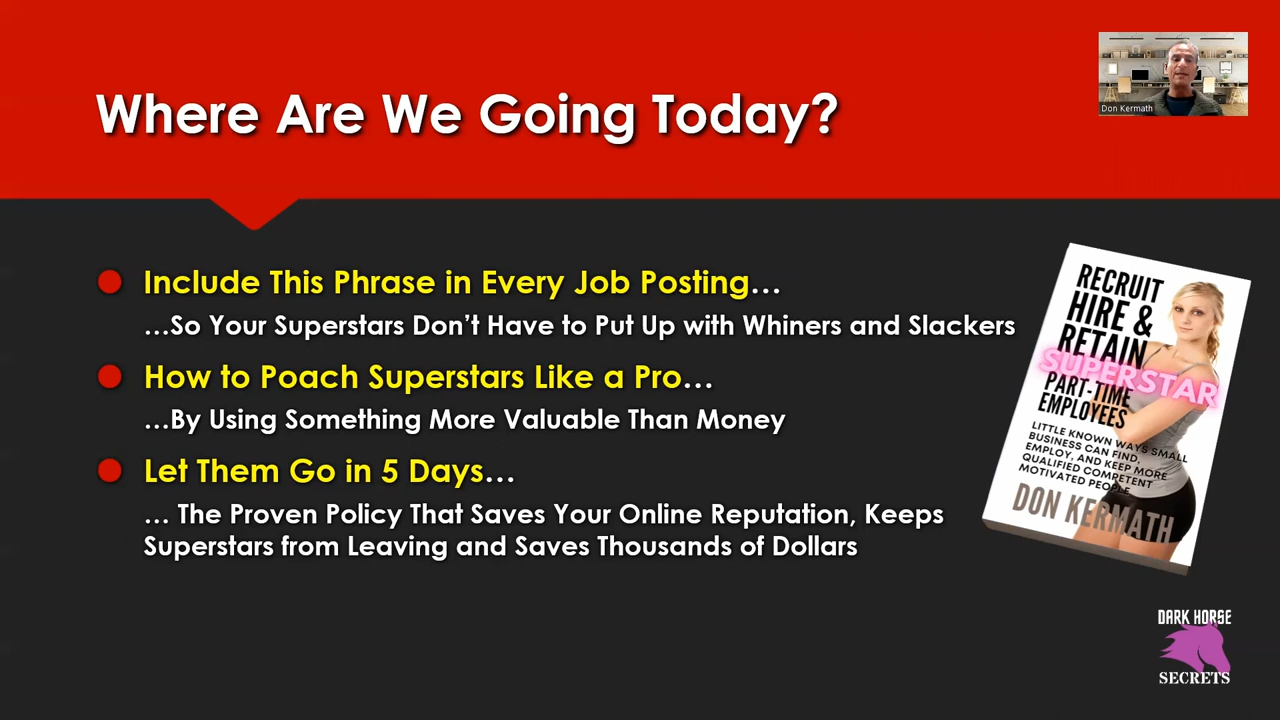 Where Are We Going Today?
Don Kermath
Include This Phrase in Every Job Posting…
…So Your Superstars Don’t Have to Put Up with Whiners and Slackers
How to Poach Superstars Like a Pro…
…By Using Something More Valuable Than Money
Let Them Go in 5 Days…
… The Proven Policy That Saves Your Online Reputation, Keeps
Superstars from Leaving and Saves Thousands of Dollars
RECRUIT
HIRE &
RETAIN
SUPERSTAR
PART-TIME
EMPLOYEES
LITTLE KNOWN WAYS SMALL
BUSINESS CAN FIND,
EMPLOY, AND KEEP MORE
QUALIFIED COMPETENT
MOTIVATED PEOPLE
DON KERMATH
DARK HORSE
SECRETS